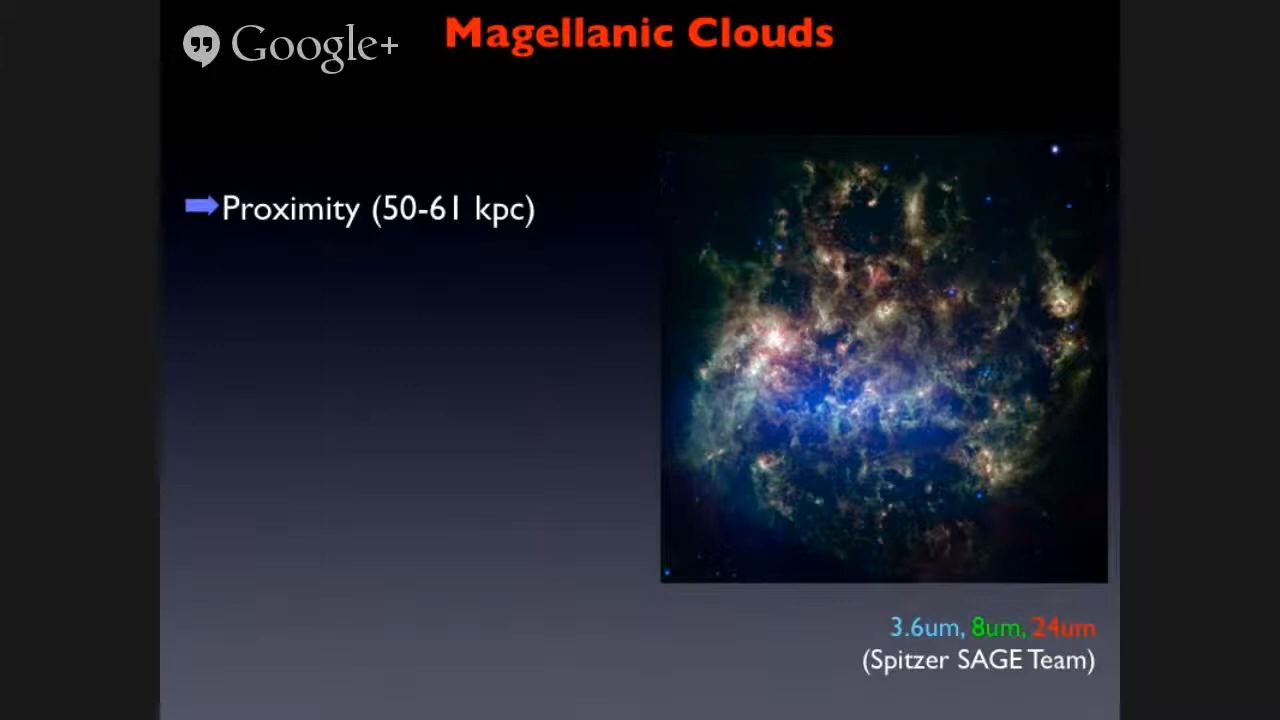 Google+
Magellanic Clouds
Proximity (50-61 kpc)
3.6um, 8um, 24um
(Spitzer SAGE Team)